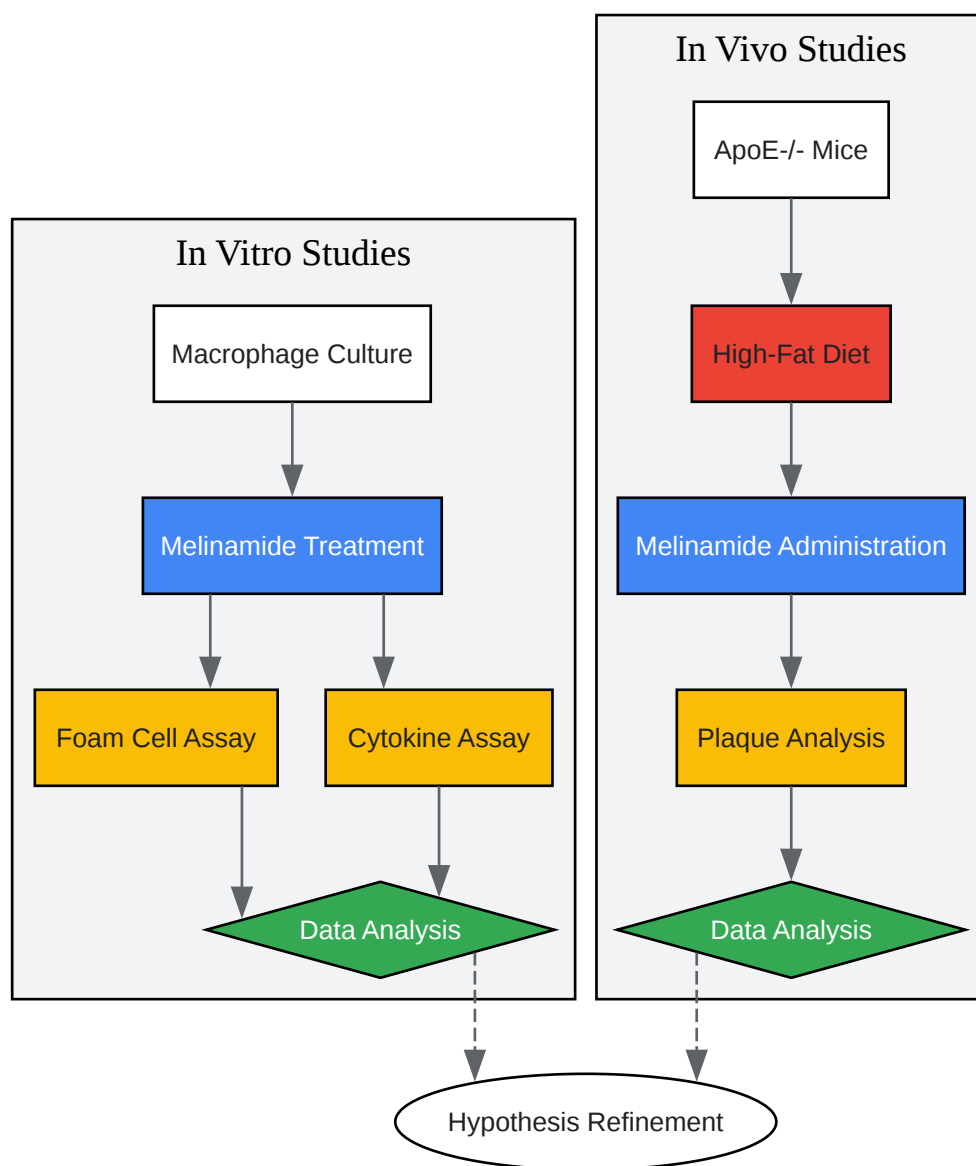 In Vitro Studies
Macrophage Culture
Melinamide Treatment
Foam Cell Assay
Cytokine Assay
Data Analysis
In Vivo Studies
ApoE-/- Mice
High-Fat Diet
Melinamide Administration
Plaque Analysis
Data Analysis
Hypothesis Refinement